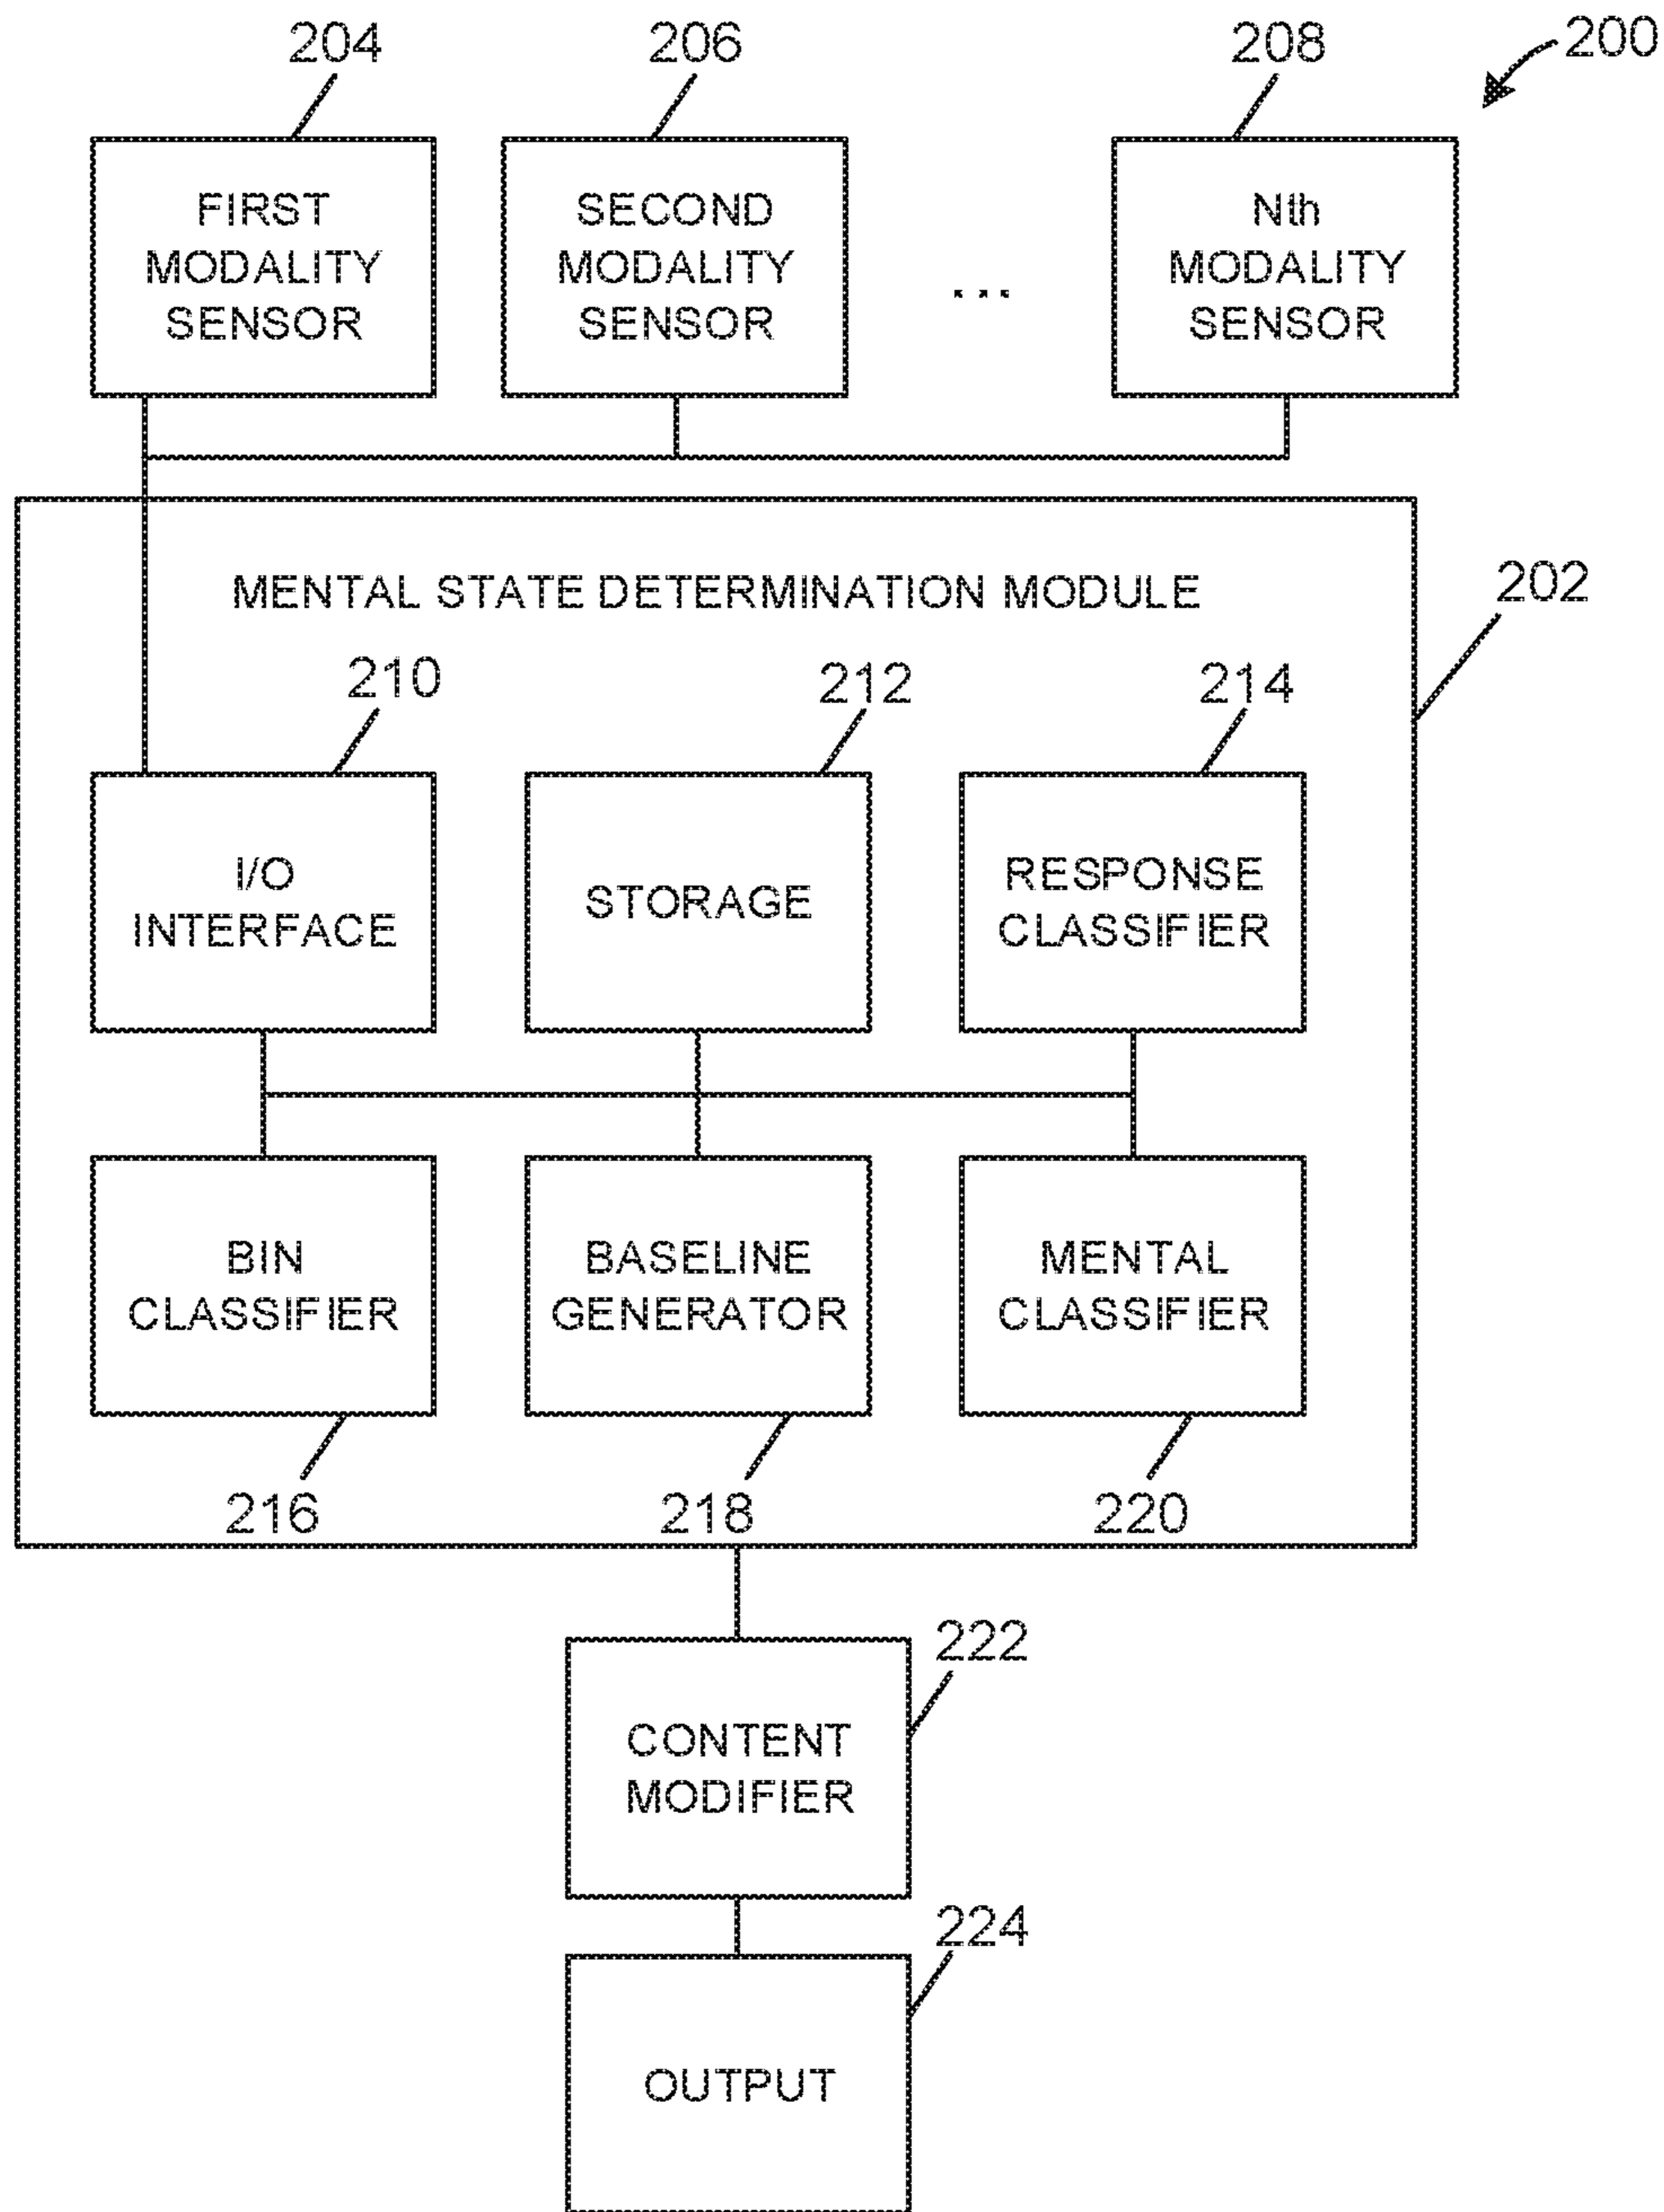 200
204
206
208
FIRST
MODALITY
SENSOR
SECOND
MODALITY
SENSOR
...
Nth
MODALITY
SENSOR
MENTAL STATE DETERMINATION MODULE
202
210
212
214
I/O
INTERFACE
STORAGE
RESPONSE
CLASSIFIER
BIN
CLASSIFIER
BASELINE
GENERATOR
MENTAL
CLASSIFIER
216
218
220
222
CONTENT
MODIFIER
224
OUTPUT